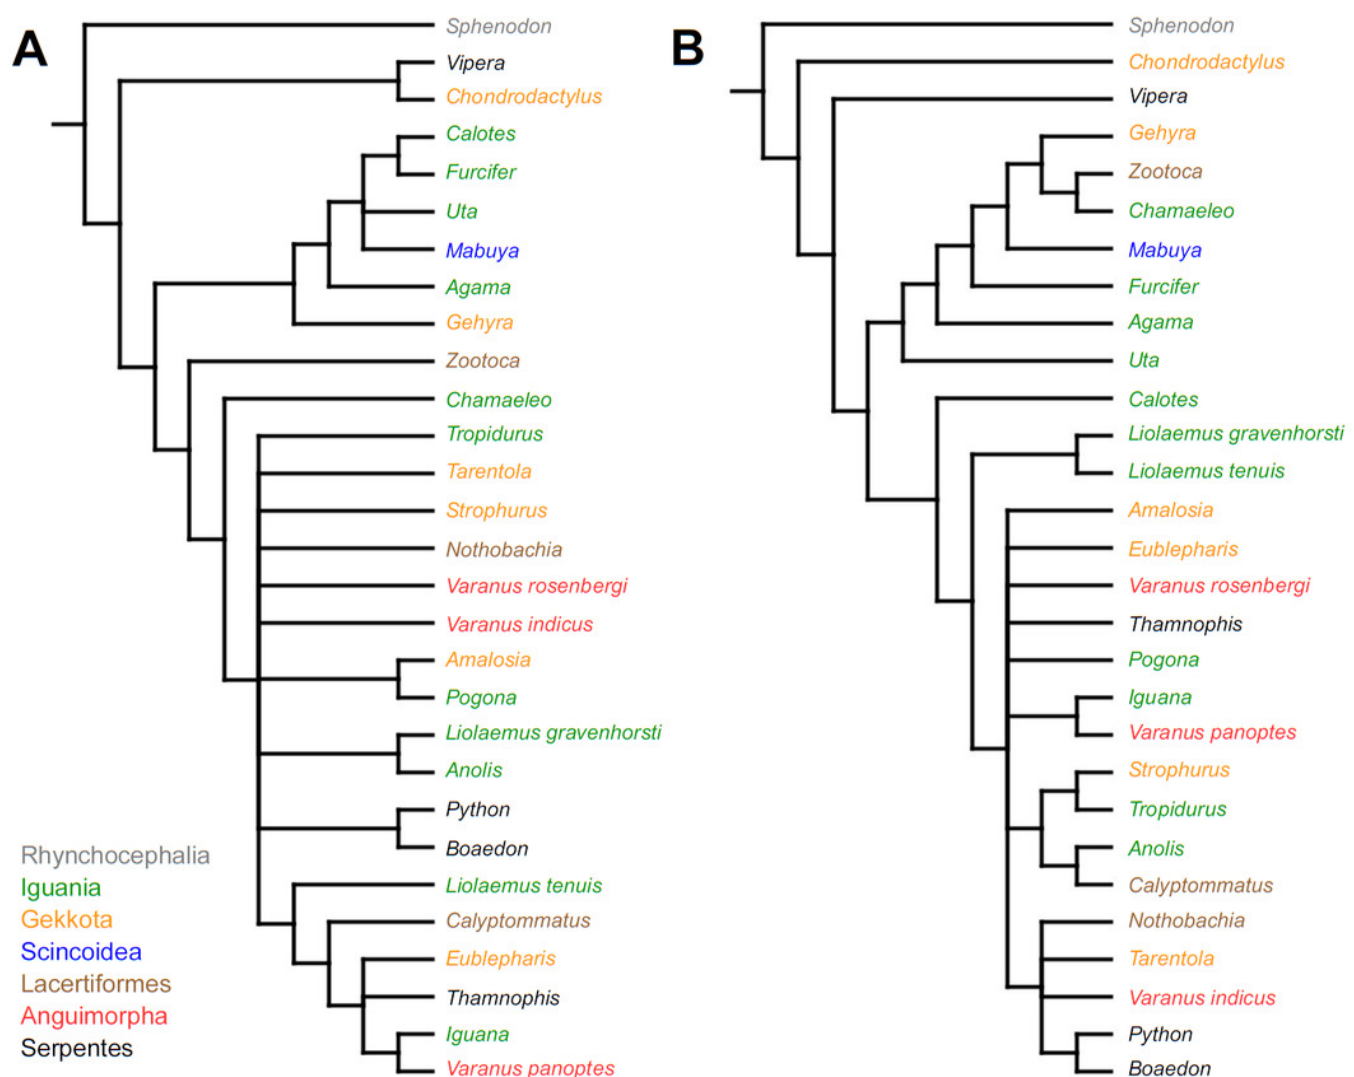 A
Sphenodon
Vipera
Chondrodactylus
Calotes
Furcifer
Uta
Mabuya
Agama
Gehyra
Zootoca
Chamaeleo
Tropidurus
Tarentola
Strophurus
Nothobachia
Varanus rosenbergi
Varanus indicus
Amalosia
Pogona
Liolaemus gravenhorsti
Anolis
Python
Boaedon
Liolaemus tenuis
Calyptommatus
Eublepharis
Thamnophis
Iguana
Varanus panoptes
Rhynchocephalia
Iguania
Gekkota
Scincoidea
Lacertiformes
Anguimorpha
Serpentes
B
Sphenodon
Chondrodactylus
Vipera
Gehyra
Zootoca
Chamaeleo
Mabuya
Furcifer
Agama
Uta
Calotes
Liolaemus gravenhorsti
Liolaemus tenuis
Amalosia
Eublepharis
Varanus rosenbergi
Thamnophis
Pogona
Iguana
Varanus panoptes
Strophurus
Tropidurus
Anolis
Calyptommatus
Nothobachia
Tarentola
Varanus indicus
Python
Boaedon